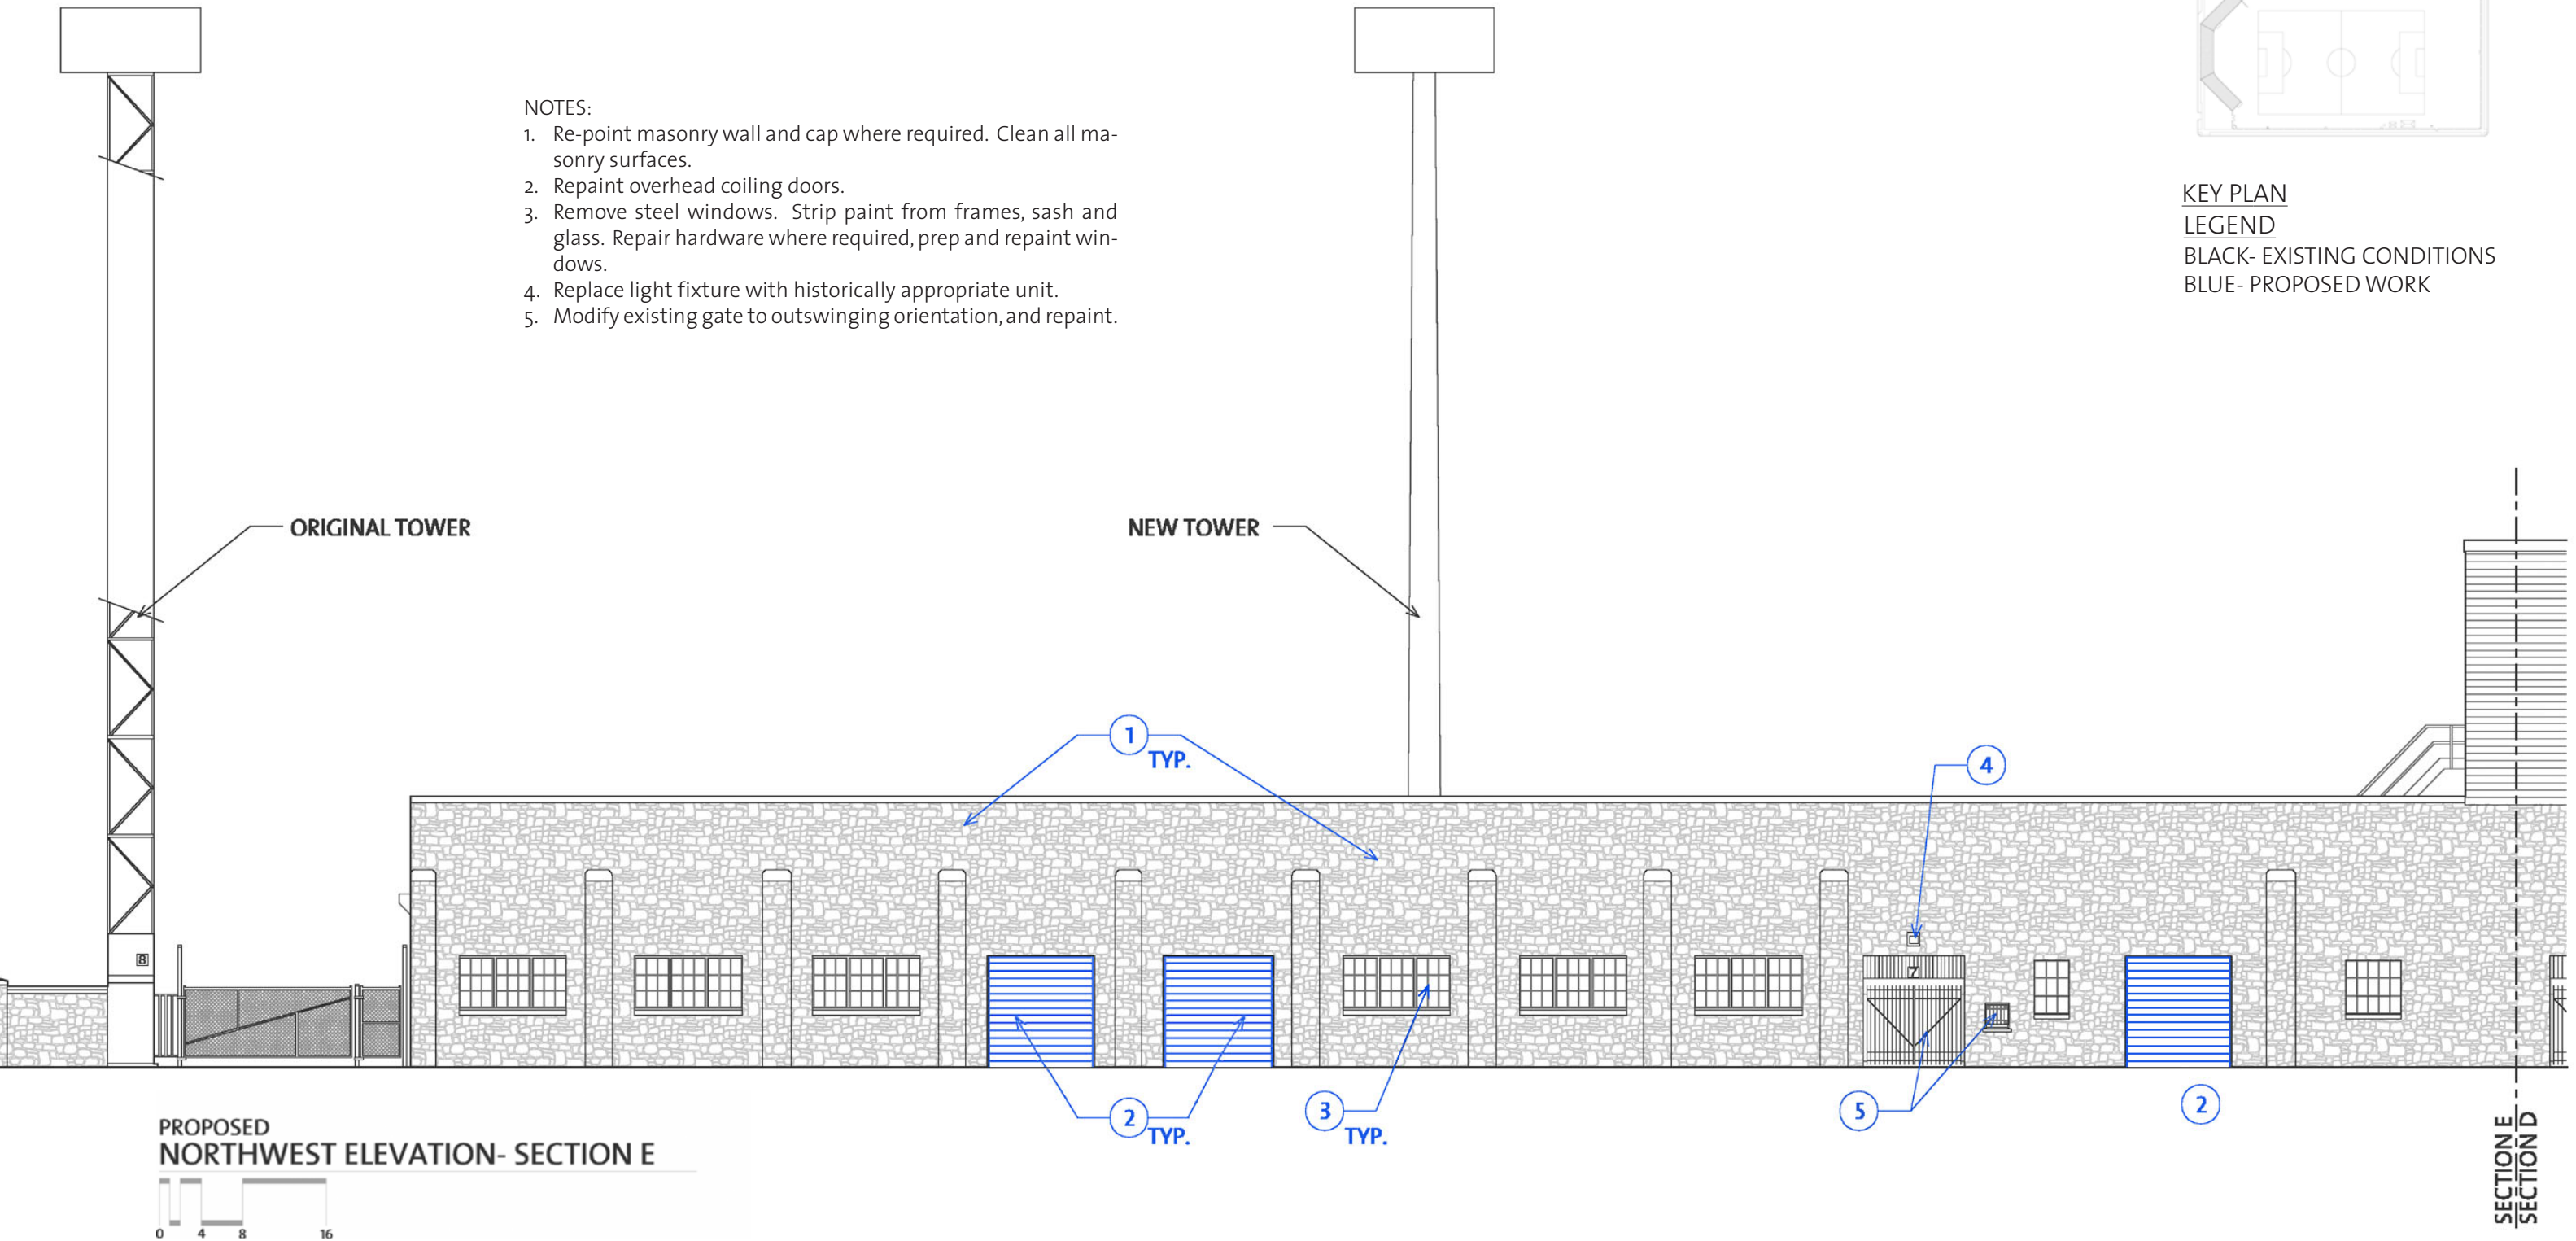 NOTES:
1. Re-point masonry wall and cap where required. Clean all ma-
sonry surfaces.
2. Repaint overhead coiling doors.
3. Remove steel windows. Strip paint from frames, sash and
glass. Repair hardware where required, prep and repaint win-
dows.
4. Replace light fixture with historically appropriate unit.
5. Modify existing gate to outswinging orientation, and repaint.
KEY PLAN
LEGEND
BLACK- EXISTING CONDITIONS
BLUE- PROPOSED WORK
ORIGINAL TOWER
NEW TOWER
1
TYP.
4
8
7
2
TYP.
3
TYP.
5
2
PROPOSED
NORTHWEST ELEVATION- SECTION E
0 4 8 16
SECTION E
SECTION D